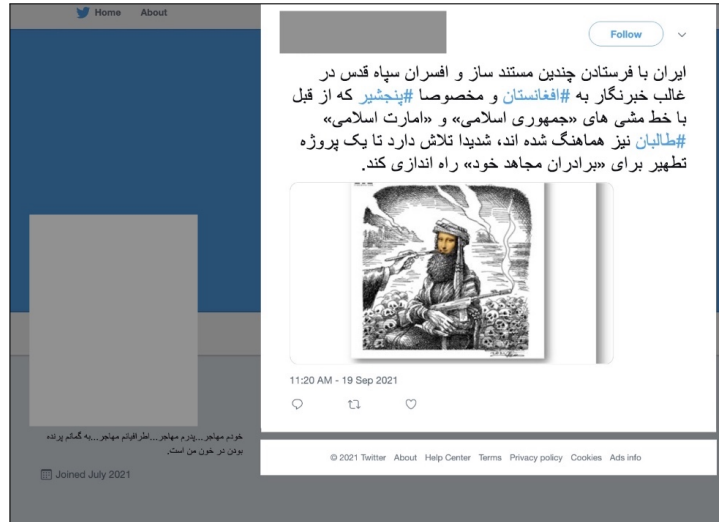 Home About
Follow
ایران با فرستادن چندین مستند ساز و افسران سپاه قدس در
غالب خبرنگار به #افغانستان و مخصوصا #پنجشیر که از قبل
با خط مشی های «جمهوری اسلامی» و «امارت اسلامی»
#طالبان نیز هماهنگ شده اند، شدیدا تلاش دارد تا یک پروژه
تطهیر برای «برادران مجاهد خود» راه اندازی کند.
11:20 AM - 19 Sep 2021
© 2021 Twitter About Help Center Terms Privacy policy Cookies Ads info
خودم مهاجر...پدرم مهاجر...اطرافیانم مهاجر...به گمانم پرنده
بودن در خون من است.
Joined July 2021